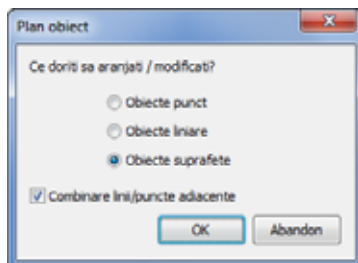 Plan obiect
Ce doriti sa aranjati / modificati?
Obiecte punct
Obiecte liniare
Obiecte suprafete
Combinare linii/puncte adiacente
OK
Abandon